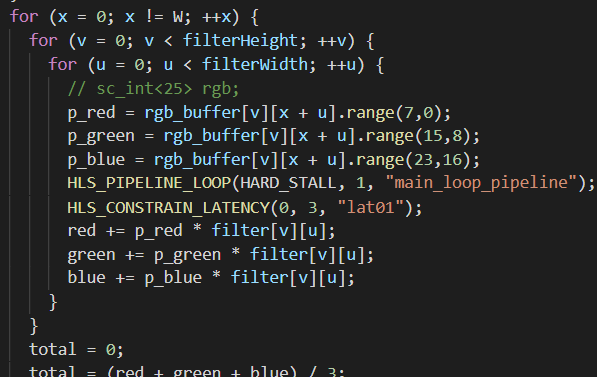 for (x = 0; x != W; ++x) {
for (v = 0; v < filterHeight; ++v) {
for (u = 0; u < filterWidth; ++u) {
// sc_int<25> rgb;
p_red = rgb_buffer[v][x + u].range(7,0);
p_green = rgb_buffer[v][x + u].range(15,8);
p_blue = rgb_buffer[v][x + u].range(23,16);
HLS_PIPELINE_LOOP(HARD_STALL, 1, "main_loop_pipeline");
HLS_CONSTRAIN_LATENCY(0, 3, "lat01");
red += p_red * filter[v][u];
green += p_green * filter[v][u];
blue += p_blue * filter[v][u];
}
}
total = 0;
total = (red + green + blue) / 3;